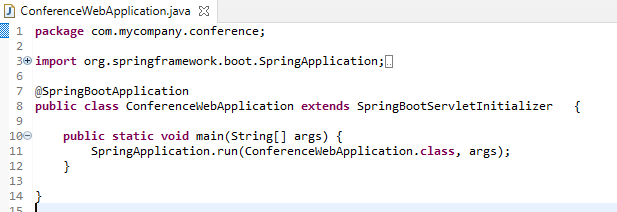 ConferenceWebApplication.java
1 package com.mycompany.conference;
2
3 import org.springframework.boot.SpringApplication;
6
7 @SpringBootApplication
8 public class ConferenceWebApplication extends SpringBootServletInitializer {
9
10 public static void main(String[] args) {
11 SpringApplication.run(ConferenceWebApplication.class, args);
12 }
13
14 }
15